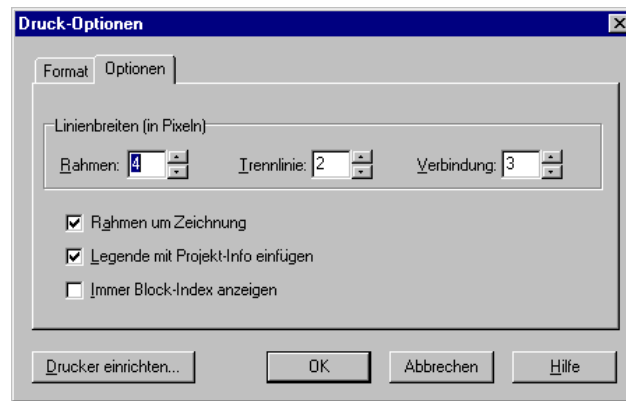 Druck-Optionen
Format Optionen
Linienbreiten (in Pixeln)
Rahmen: 4 Trennlinie: 2 Verbindung: 3
Rahmen um Zeichnung
Legende mit Projekt-Info einfügen
Immer Block-Index anzeigen
Drucker einrichten... OK Abbrechen Hilfe